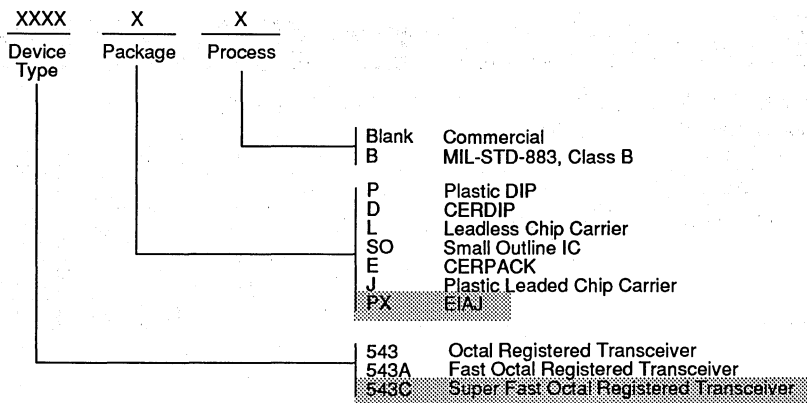 XXXX X X
Device Type Package Process
Blank Commercial
B MIL-STD-883, Class B
P Plastic DIP
D CERDIP
L Leadless Chip Carrier
SO Small Outline IC
E CERPACK
J Plastic Leaded Chip Carrier
PX EIAJ
543 Octal Registered Transceiver
543A Fast Octal Registered Transceiver
543C Super Fast Octal Registered Transceiver